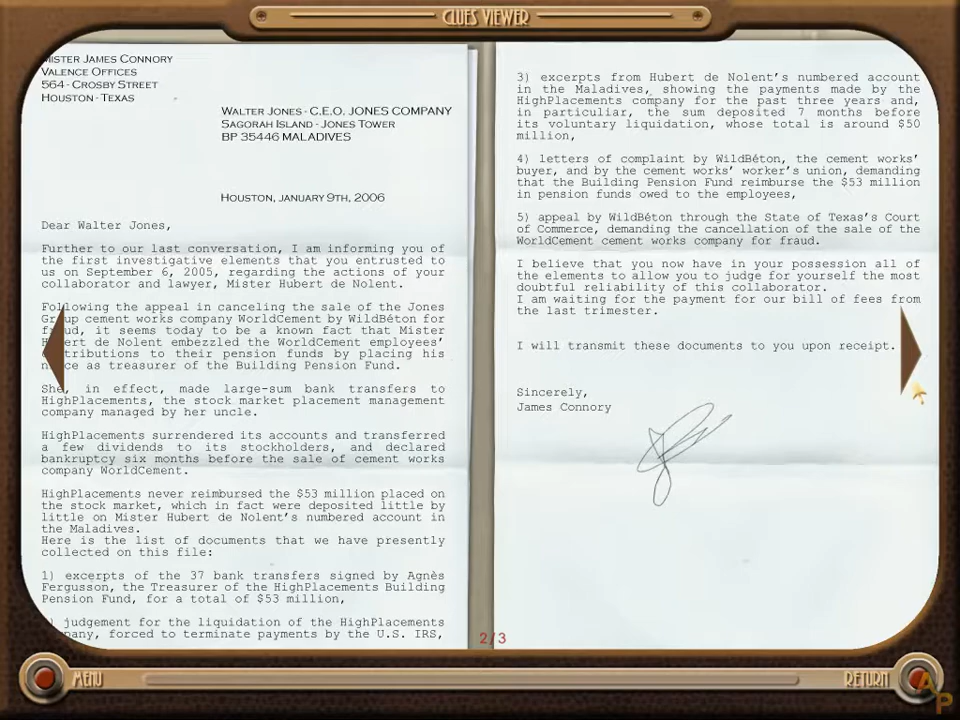 CLUES VIEWER
MISTER JAMES CONNORY
VALENCE OFFICES
564 - CROSBY STREET
HOUSTON - TEXAS
WALTER JONES - C.E.O. JONES COMPANY
SAGORAH ISLAND - JONES TOWER
BP 35446 MALADIVES
HOUSTON, JANUARY 9TH, 2006
Dear Walter Jones,
Further to our last conversation, I am informing you of
the first investigative elements that you entrusted to
us on September 6, 2005, regarding the actions of your
collaborator and lawyer, Mister Hubert de Nolent.
Following the appeal in canceling the sale of the Jones
Group cement works company WorldCement by WildBéton for
fraud, it seems today to be a known fact that Mister
Hubert de Nolent embezzled the WorldCement employees'
contributions to their pension funds by placing his
niece as treasurer of the Building Pension Fund.
She, in effect, made large-sum bank transfers to
HighPlacements, the stock market placement management
company managed by her uncle.
HighPlacements surrendered its accounts and transferred
a few dividends to its stockholders, and declared
bankruptcy six months before the sale of cement works
company WorldCement.
HighPlacements never reimbursed the $53 million placed on
the stock market, which in fact were deposited little by
little on Mister Hubert de Nolent's numbered account in
the Maladives.
Here is the list of documents that we have presently
collected on this file:
1) excerpts of the 37 bank transfers signed by Agnès
Fergusson, the Treasurer of the HighPlacements Building
Pension Fund, for a total of $53 million,
) judgement for the liquidation of the HighPlacements
company, forced to terminate payments by the U.S. IRS,
3) excerpts from Hubert de Nolent's numbered account
in the Maladives, showing the payments made by the
HighPlacements company for the past three years and,
in particuliar, the sum deposited 7 months before
its voluntary liquidation, whose total is around $50
million,
4) letters of complaint by WildBéton, the cement works'
buyer, and by the cement works' worker's union, demanding
that the Building Pension Fund reimburse the $53 million
in pension funds owed to the employees,
5) appeal by WildBéton through the State of Texas's Court
of Commerce, demanding the cancellation of the sale of the
WorldCement cement works company for fraud.
I believe that you now have in your possession all of
the elements to allow you to judge for yourself the most
doubtful reliability of this collaborator.
I am waiting for the payment for our bill of fees from
the last trimester.
I will transmit these documents to you upon receipt.
Sincerely,
James Connory
2/3
MENU
RETURN
AP